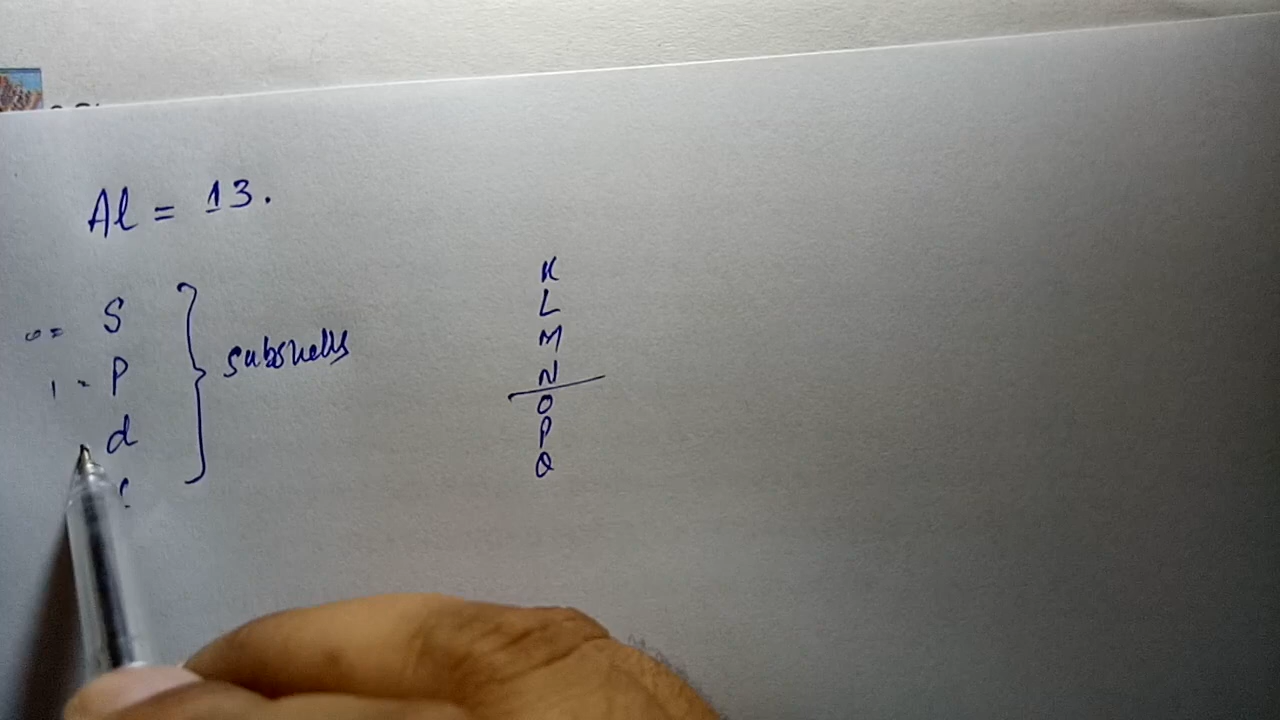 Al = 13.
0 = S
1 - P
d
subshells
K
L
M
N
O
P
Q